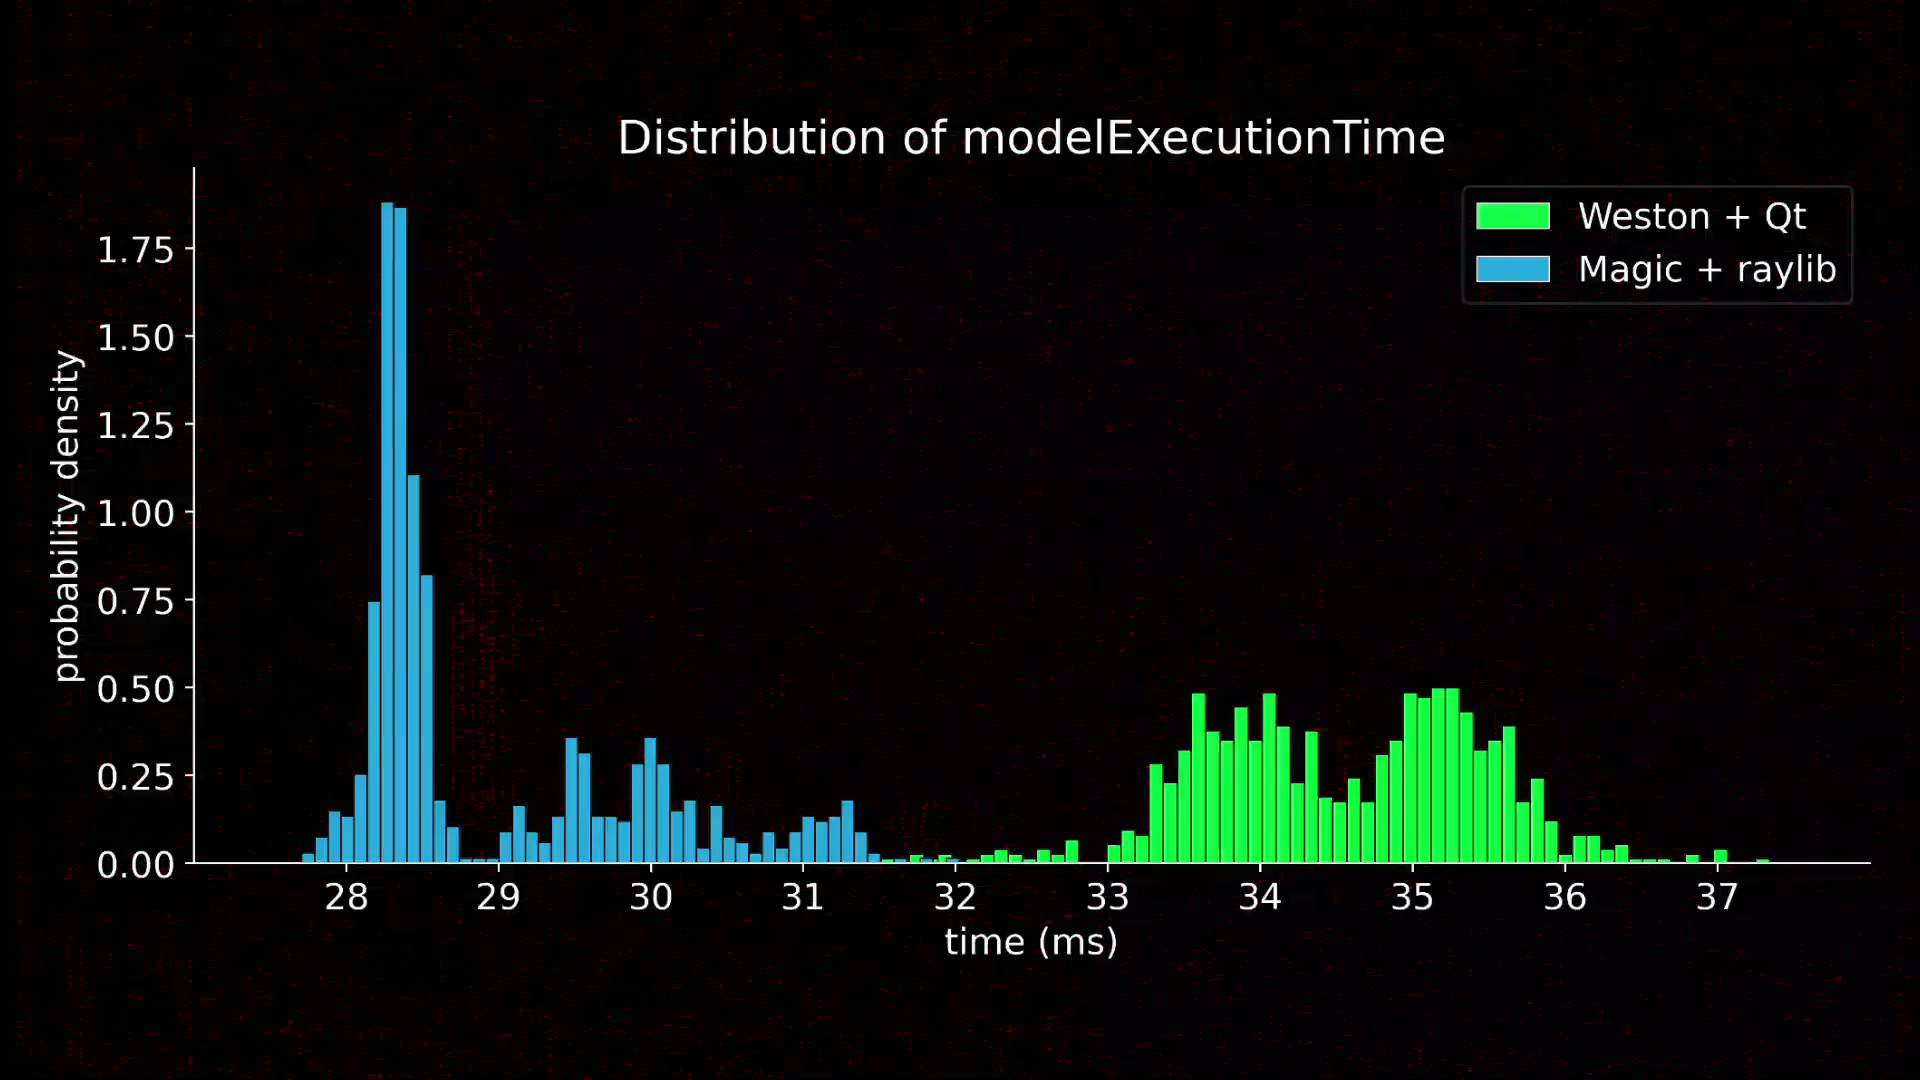 Distribution of modelExecutionTime
Weston + Qt
Magic + raylib
probability density
1.75
1.50
1.25
1.00
0.75
0.50
0.25
0.00
28 29 30 31 32 33 34 35 36 37
time (ms)